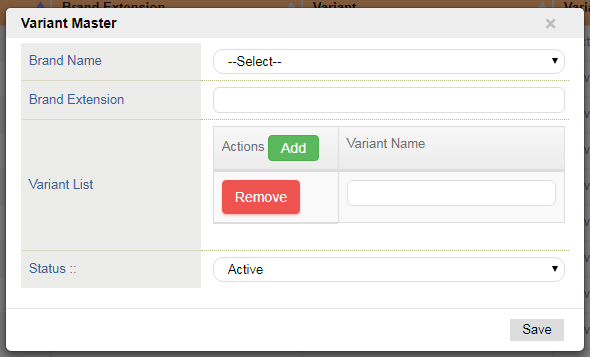 Brand Extension Variant
Variant Master ×
Brand Name --Select--
Brand Extension
Actions Add Variant Name
Variant List
Remove
Status :: Active
Save